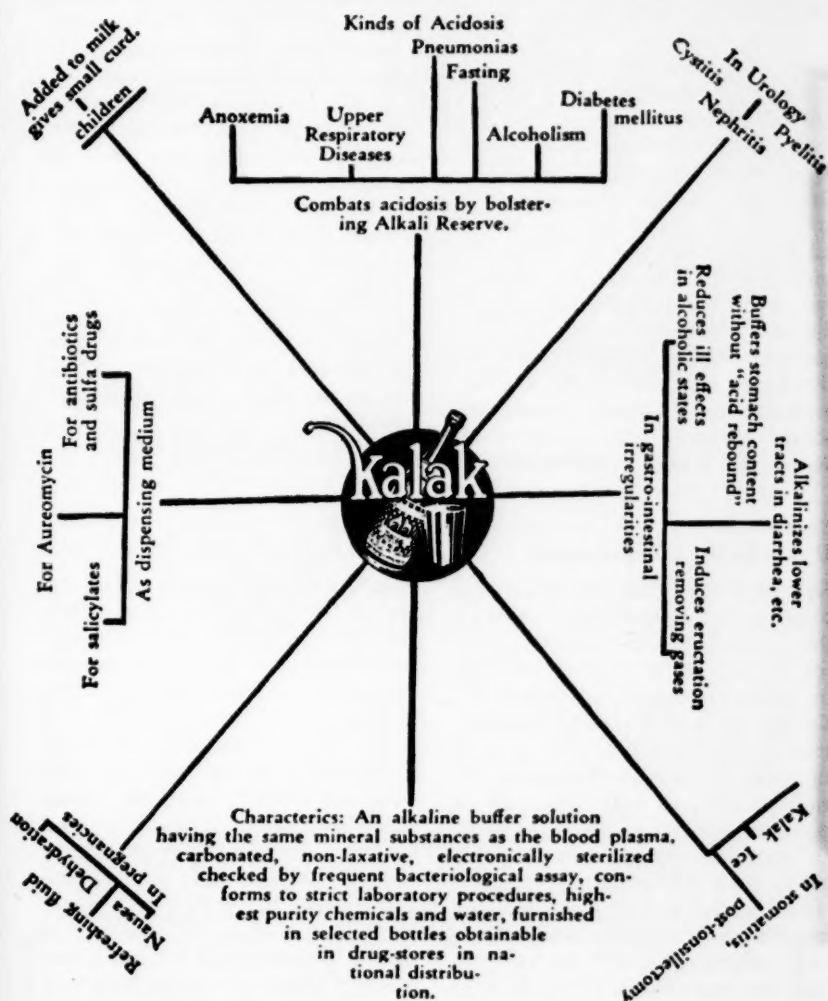 Kinds of Acidosis
Pneumonias
Fasting
Anoxemia
Upper
Respiratory
Diseases
Alcoholism
Diabetes
mellitus
Combats acidosis by bolster-
ing Alkali Reserve.
In Urology
Cystitis
Nephritis
Pyelitis
Alkalinizes lower
tracts in diarrhea, etc.
Buffers stomach content
without "acid rebound"
Reduces ill effects
in alcoholic states
Induces eructation
removing gases
In gastro-intestinal
irregularities
Kalak Ice
In stomatitis,
post-tonsillectomy
Characterics: An alkaline buffer solution
having the same mineral substances as the blood plasma,
carbonated, non-laxative, electronically sterilized
checked by frequent bacteriological assay, con-
forms to strict laboratory procedures, high-
est purity chemicals and water, furnished
in selected bottles obtainable
in drug-stores in na-
tional distribu-
tion.
In pregnancies
Dehydration
Nausea
Refreshing fluid
As dispensing medium
For antibiotics
and sulfa drugs
For Aureomycin
For salicylates
Added to milk
gives small curd.
children
Kalak
Kalak